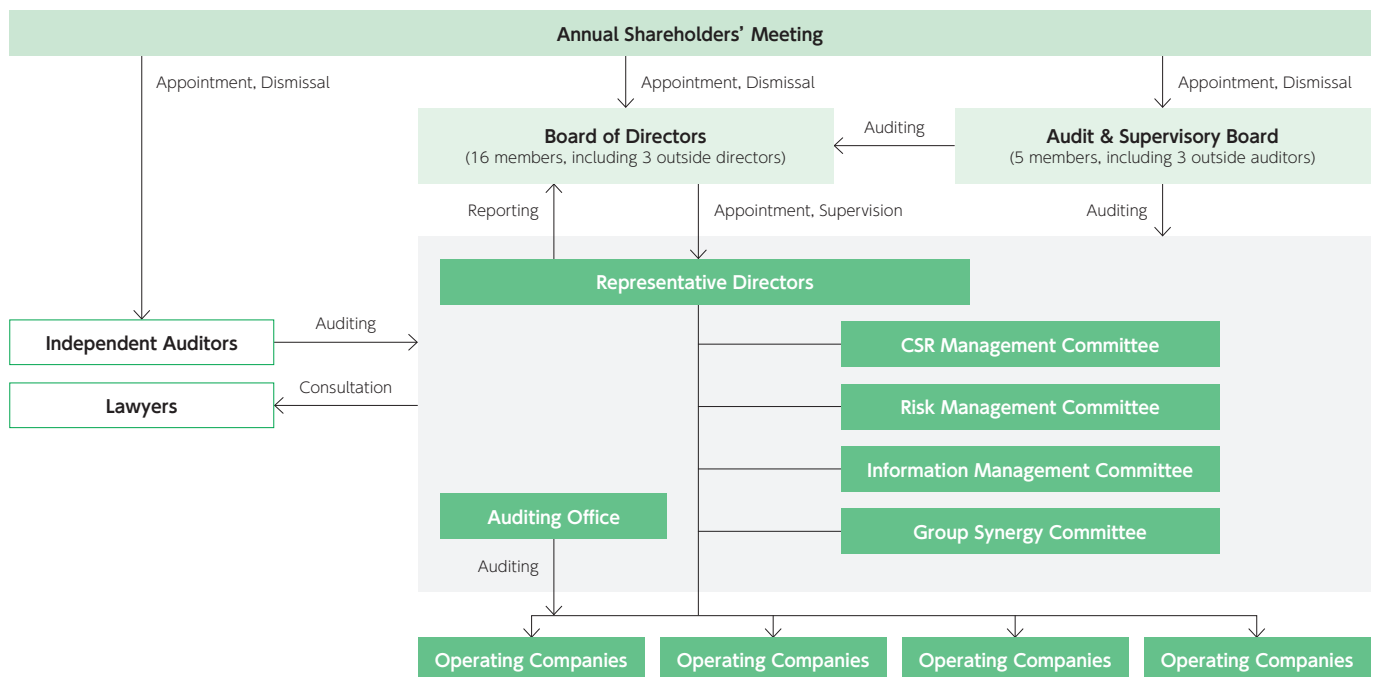 Annual Shareholders’ Meeting
Appointment, Dismissal
Appointment, Dismissal
Appointment, Dismissal
Board of Directors
(16 members, including 3 outside directors)
Auditing
Audit & Supervisory Board
(5 members, including 3 outside auditors)
Reporting
Appointment, Supervision
Auditing
Representative Directors
Independent Auditors
Auditing
CSR Management Committee
Lawyers
Consultation
Risk Management Committee
Information Management Committee
Auditing Office
Group Synergy Committee
Auditing
Operating Companies
Operating Companies
Operating Companies
Operating Companies